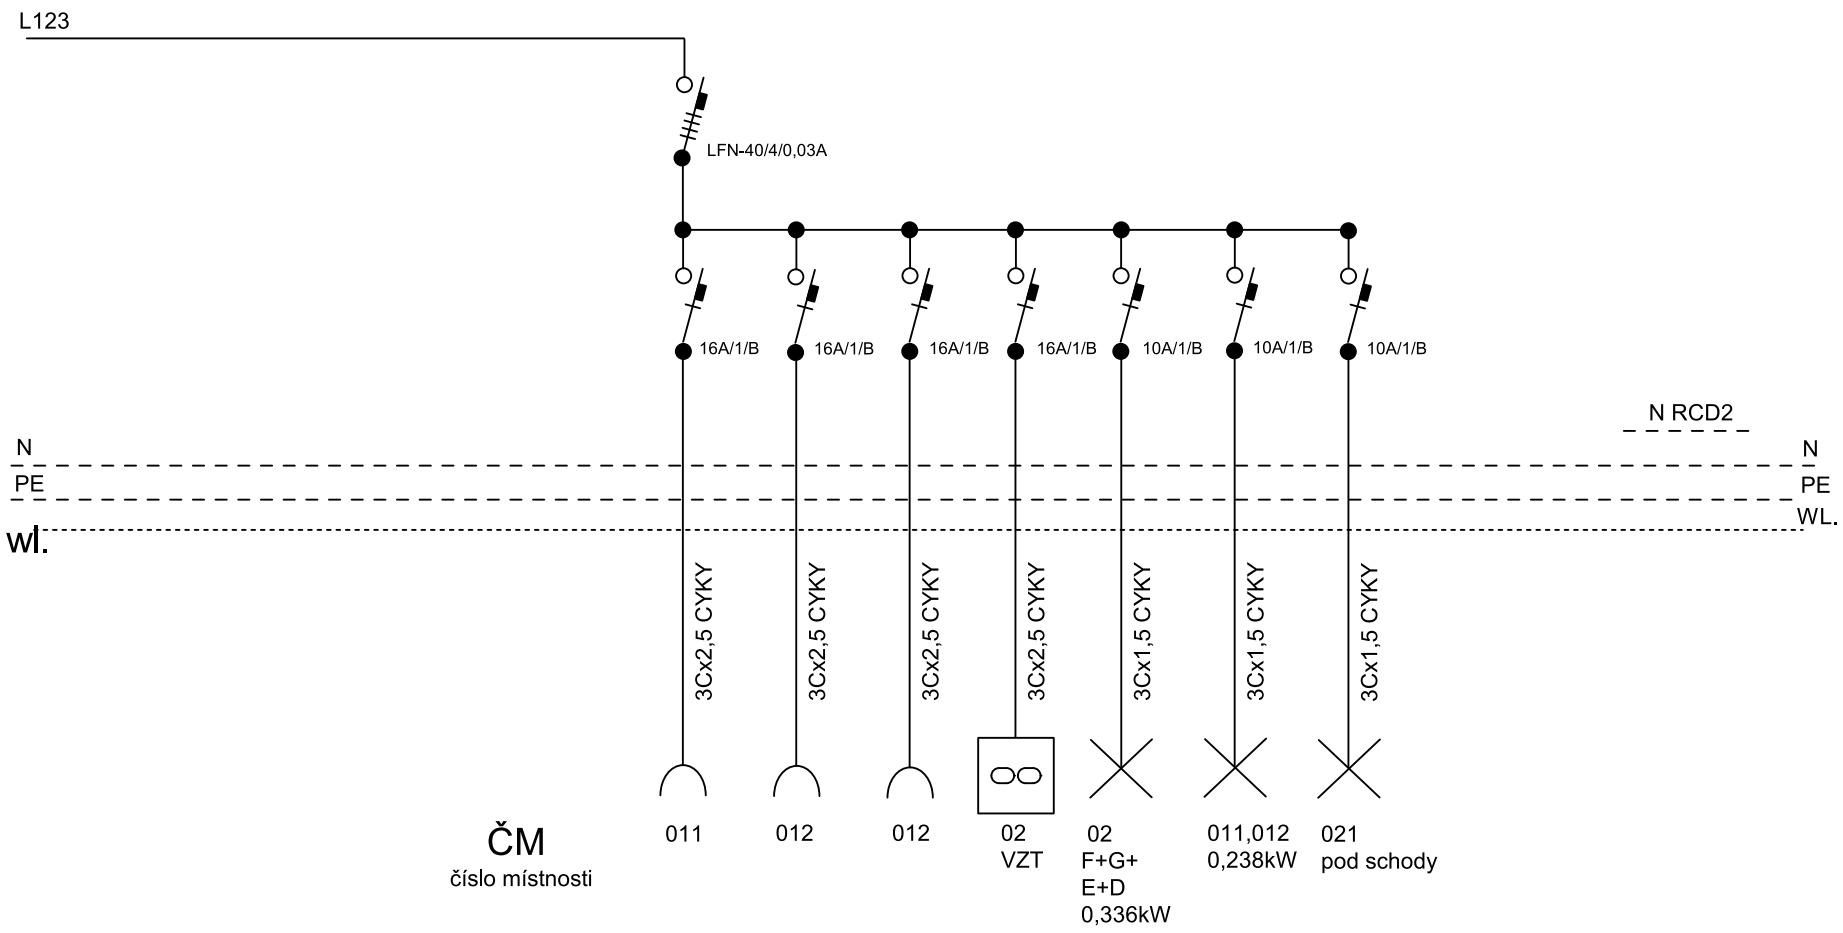 L123
LFN-40/4/0,03A
16A/1/B
16A/1/B
16A/1/B
16A/1/B
10A/1/B
10A/1/B
10A/1/B
N RCD2
N
N
PE
PE
WL.
wl.
3Cx2,5 CYKY
3Cx2,5 CYKY
3Cx2,5 CYKY
3Cx2,5 CYKY
3Cx1,5 CYKY
3Cx1,5 CYKY
3Cx1,5 CYKY
ČM
číslo místnosti
011
012
012
02
VZT
02
F+G+
E+D
0,336kW
011,012
0,238kW
021
pod schody